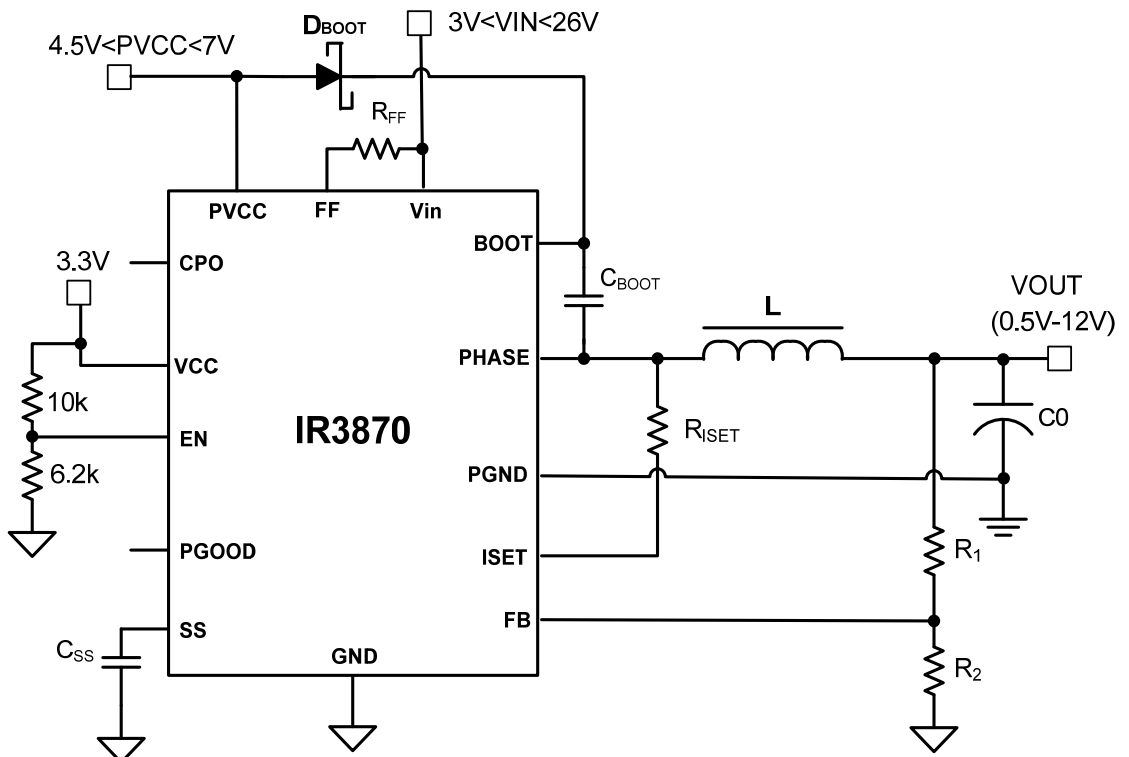 DBOOT
3V<VIN<26V
4.5V<PVCC<7V
RFF
PVCC
FF
Vin
BOOT
3.3V
CPO
CBOOT
VOUT
(0.5V-12V)
L
PHASE
VCC
10k
IR3870
RISET
C0
EN
6.2k
PGND
PGOOD
ISET
R1
SS
FB
CSS
GND
R2